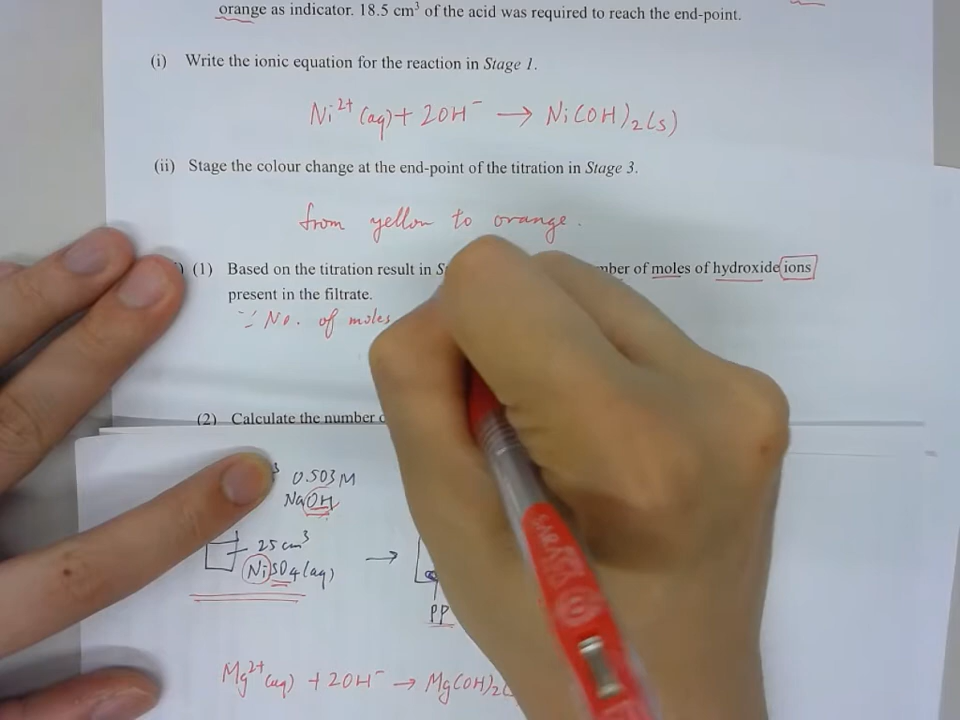 orange as indicator. 18.5 cm³ of the acid was required to reach the end-point.
(i) Write the ionic equation for the reaction in Stage 1.
Ni²⁺(aq) + 2OH⁻ → Ni(OH)₂(s)
(ii) Stage the colour change at the end-point of the titration in Stage 3.
from yellow to orange.
(1) Based on the titration result in S mber of moles of hydroxide ions
present in the filtrate.
∵ No. of moles
(2) Calculate the number
0.503 M
NaOH
25 cm³
NiSO₄(aq) →
PP
Mg²⁺(aq) + 2OH⁻ → Mg(OH)₂(